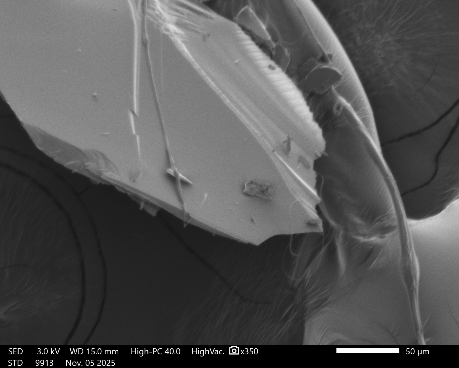 SED 3.0 kV WD 15.0 mm High-PC 40.0 HighVac. x350 50 µm
STD 9913 Nov. 05 2025